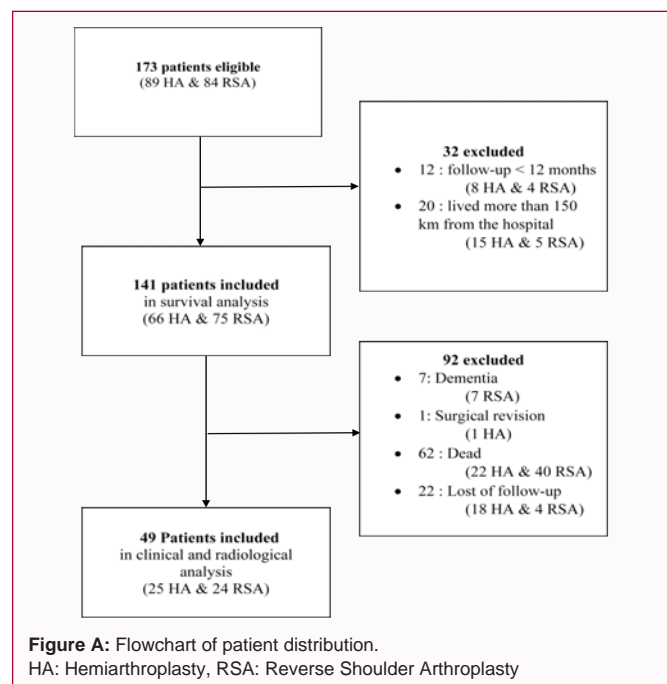 173 patients eligible
(89 HA & 84 RSA)
32 excluded
• 12 : follow-up < 12 months
(8 HA & 4 RSA)
• 20 : lived more than 150
km from the hospital
(15 HA & 5 RSA)
141 patients included
in survival analysis
(66 HA & 75 RSA)
92 excluded
• 7: Dementia
(7 RSA)
• 1: Surgical revision
(1 HA)
• 62 : Dead
(22 HA & 40 RSA)
• 22 : Lost of follow-up
(18 HA & 4 RSA)
49 Patients included
in clinical and radiological
analysis
(25 HA & 24 RSA)
Figure A: Flowchart of patient distribution.
HA: Hemiarthroplasty, RSA: Reverse Shoulder Arthroplasty